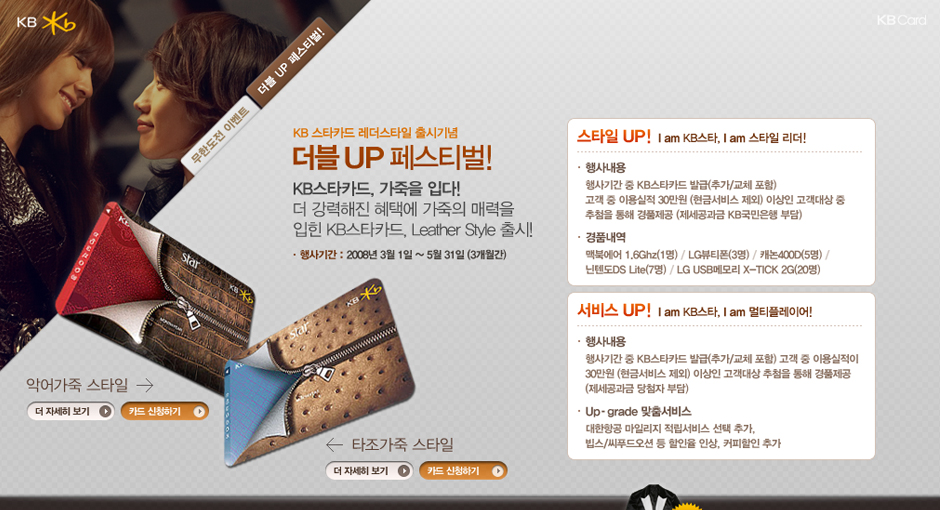 KB Kb
KB Card
더블 UP 페스티벌!
무한도전 이벤트
KB 스타카드 레더스타일 출시기념
더블 UP 페스티벌!
KB스타카드, 가죽을 입다!
더 강력해진 혜택에 가죽의 매력을
입힌 KB스타카드, Leather Style 출시!
· 행사기간 : 2008년 3월 1일 ~ 5월 31일 (3개월간)
KB
star
KB
star
악어가죽 스타일 →
더 자세히 보기
카드 신청하기
← 타조가죽 스타일
더 자세히 보기
카드 신청하기
스타일 UP! I am KB스타, I am 스타일 리더!
· 행사내용
행사기간 중 KB스타카드 발급(추가/교체 포함)
고객 중 이용실적 30만원 (현금서비스 제외) 이상인 고객대상 중
추첨을 통해 경품제공 (제세공과금 KB국민은행 부담)
· 경품내역
맥북에어 1.6Ghz(1명) / LG뷰티폰(3명) / 캐논400D(5명) /
닌텐도DS Lite(7명) / LG USB메모리 X-TICK 2G(20명)
서비스 UP! I am KB스타, I am 멀티플레이어!
· 행사내용
행사기간 중 KB스타카드 발급(추가/교체 포함) 고객 중 이용실적이
30만원 (현금서비스 제외) 이상인 고객대상 추첨을 통해 경품제공
(제세공과금 당첨자 부담)
· Up-grade 맞춤서비스
대한항공 마일리지 적립서비스 선택 추가,
빕스/씨푸드오션 등 할인율 인상, 커피할인 추가